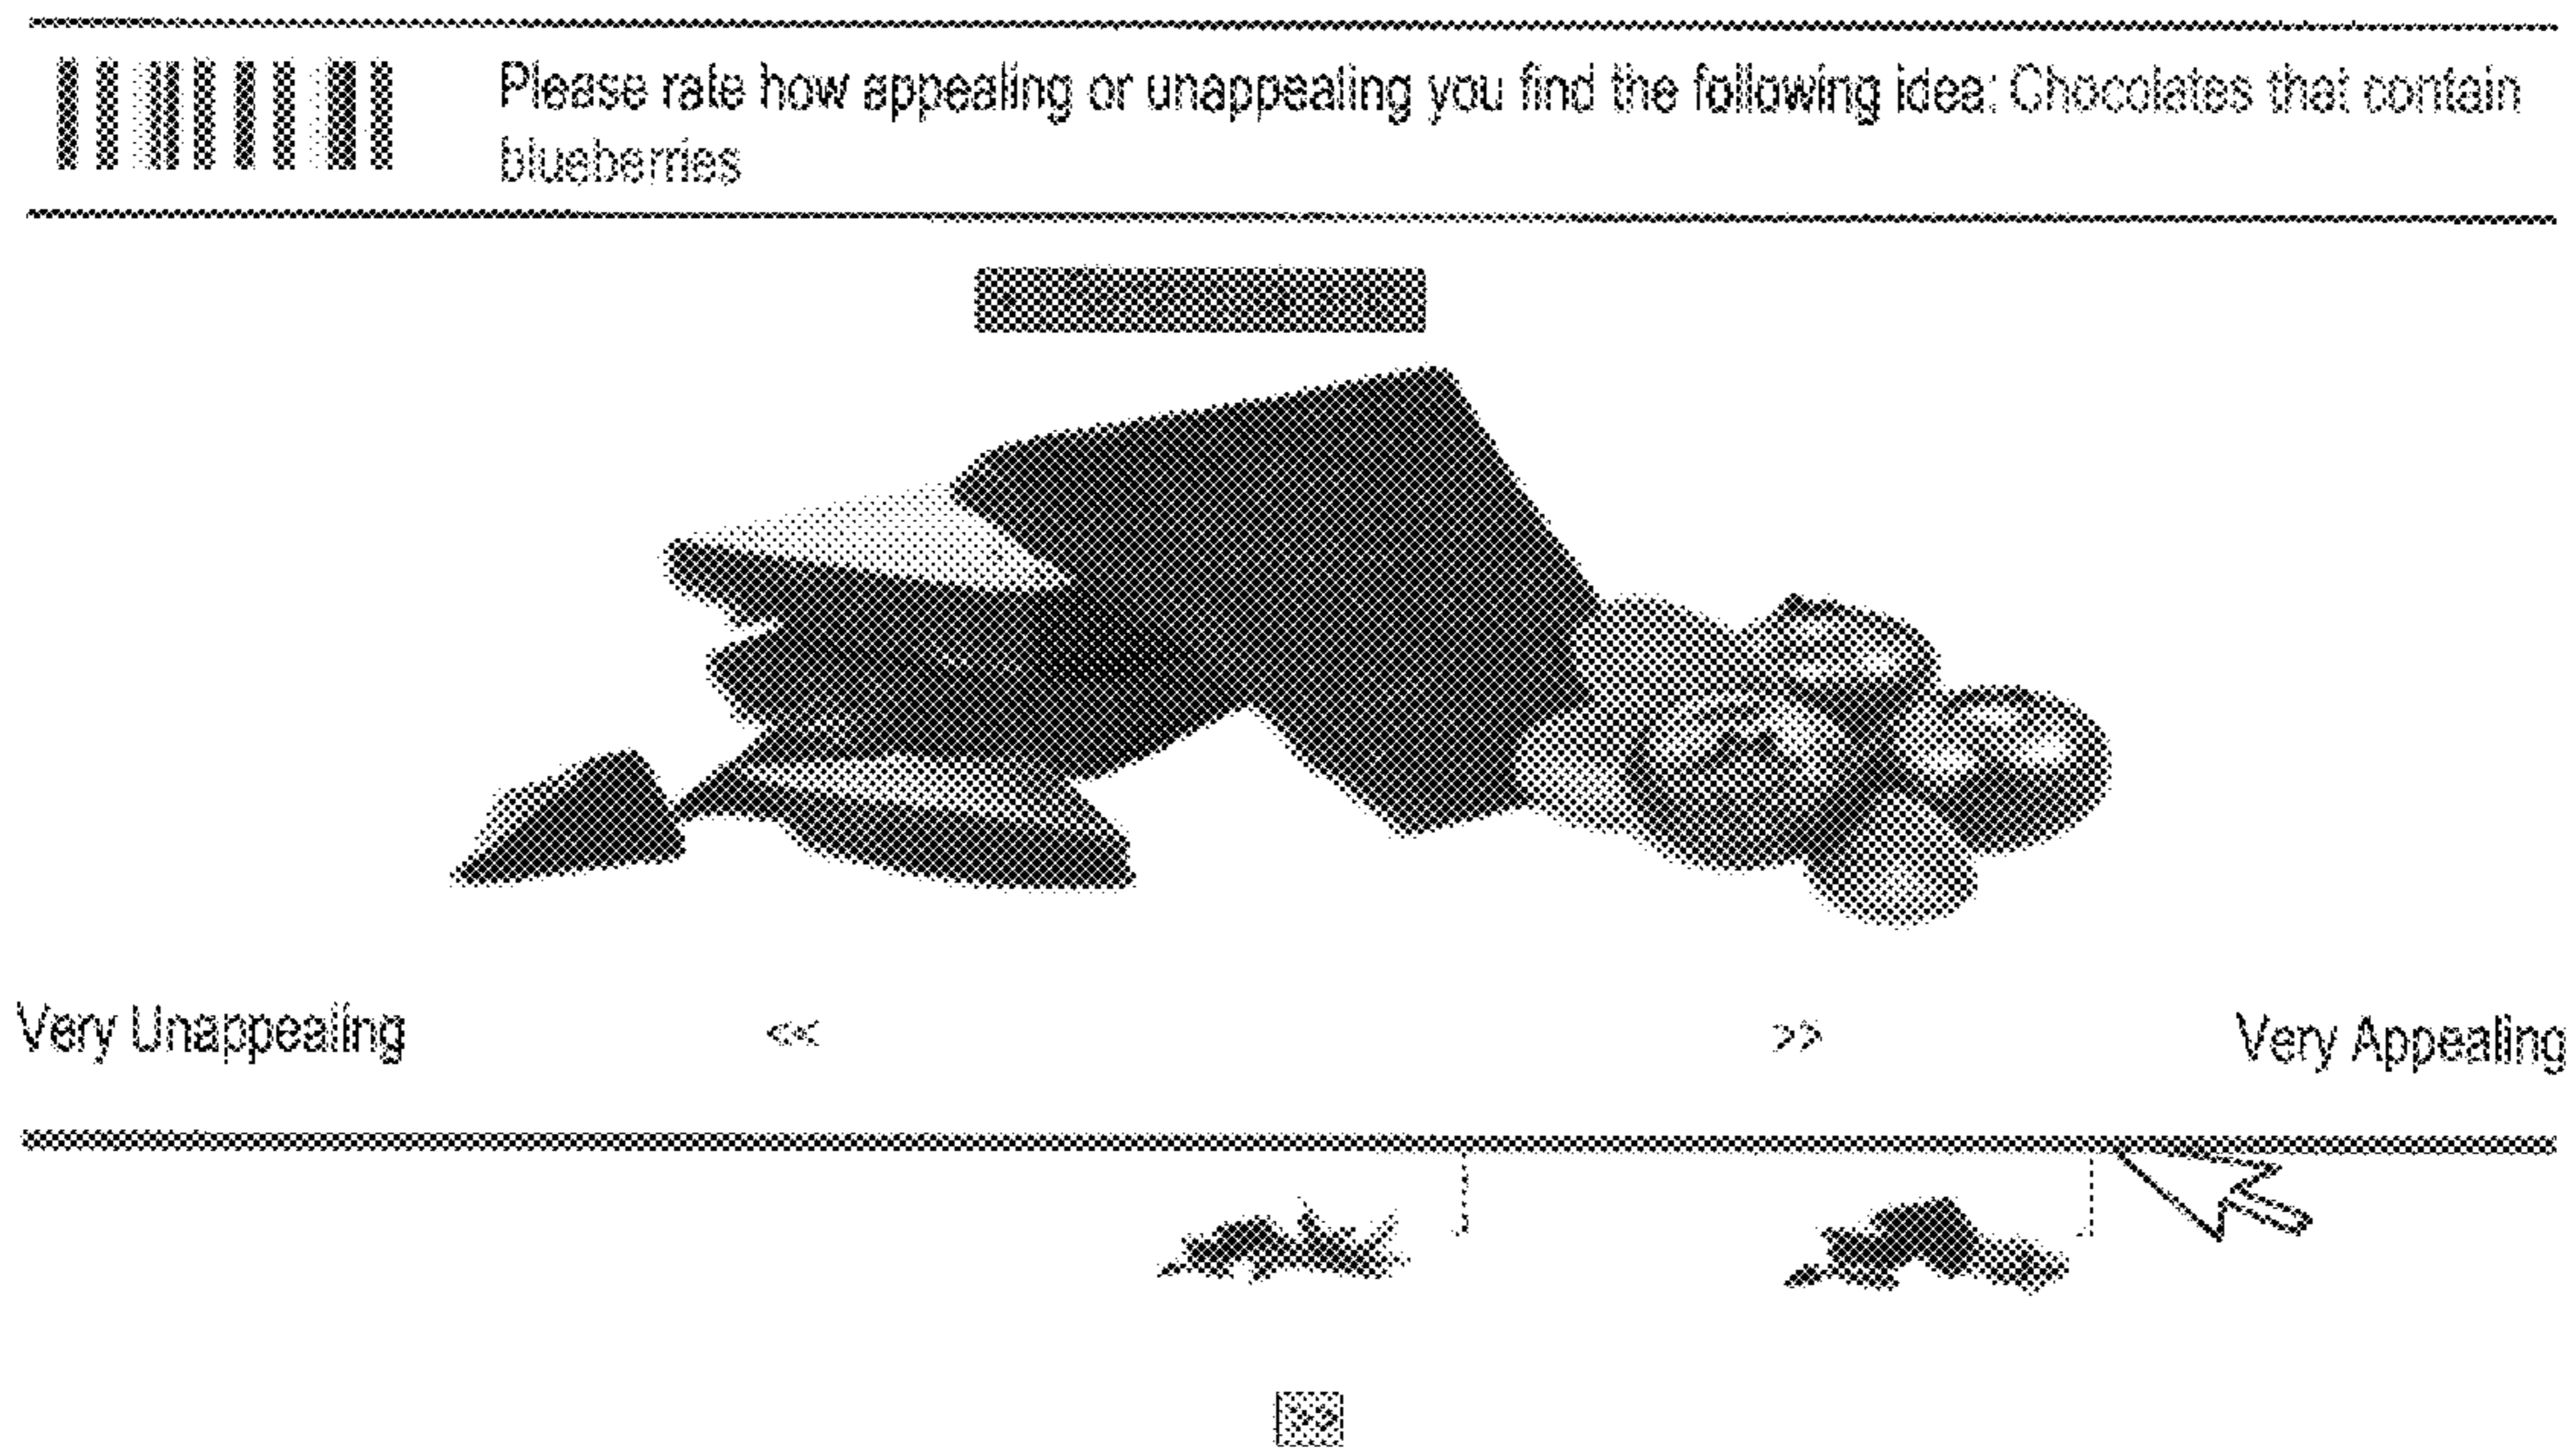 Please rate how appealing or unappealing you find the following idea: Chocolates that contain
blueberries
Very Unappealing << >> Very Appealing
>>